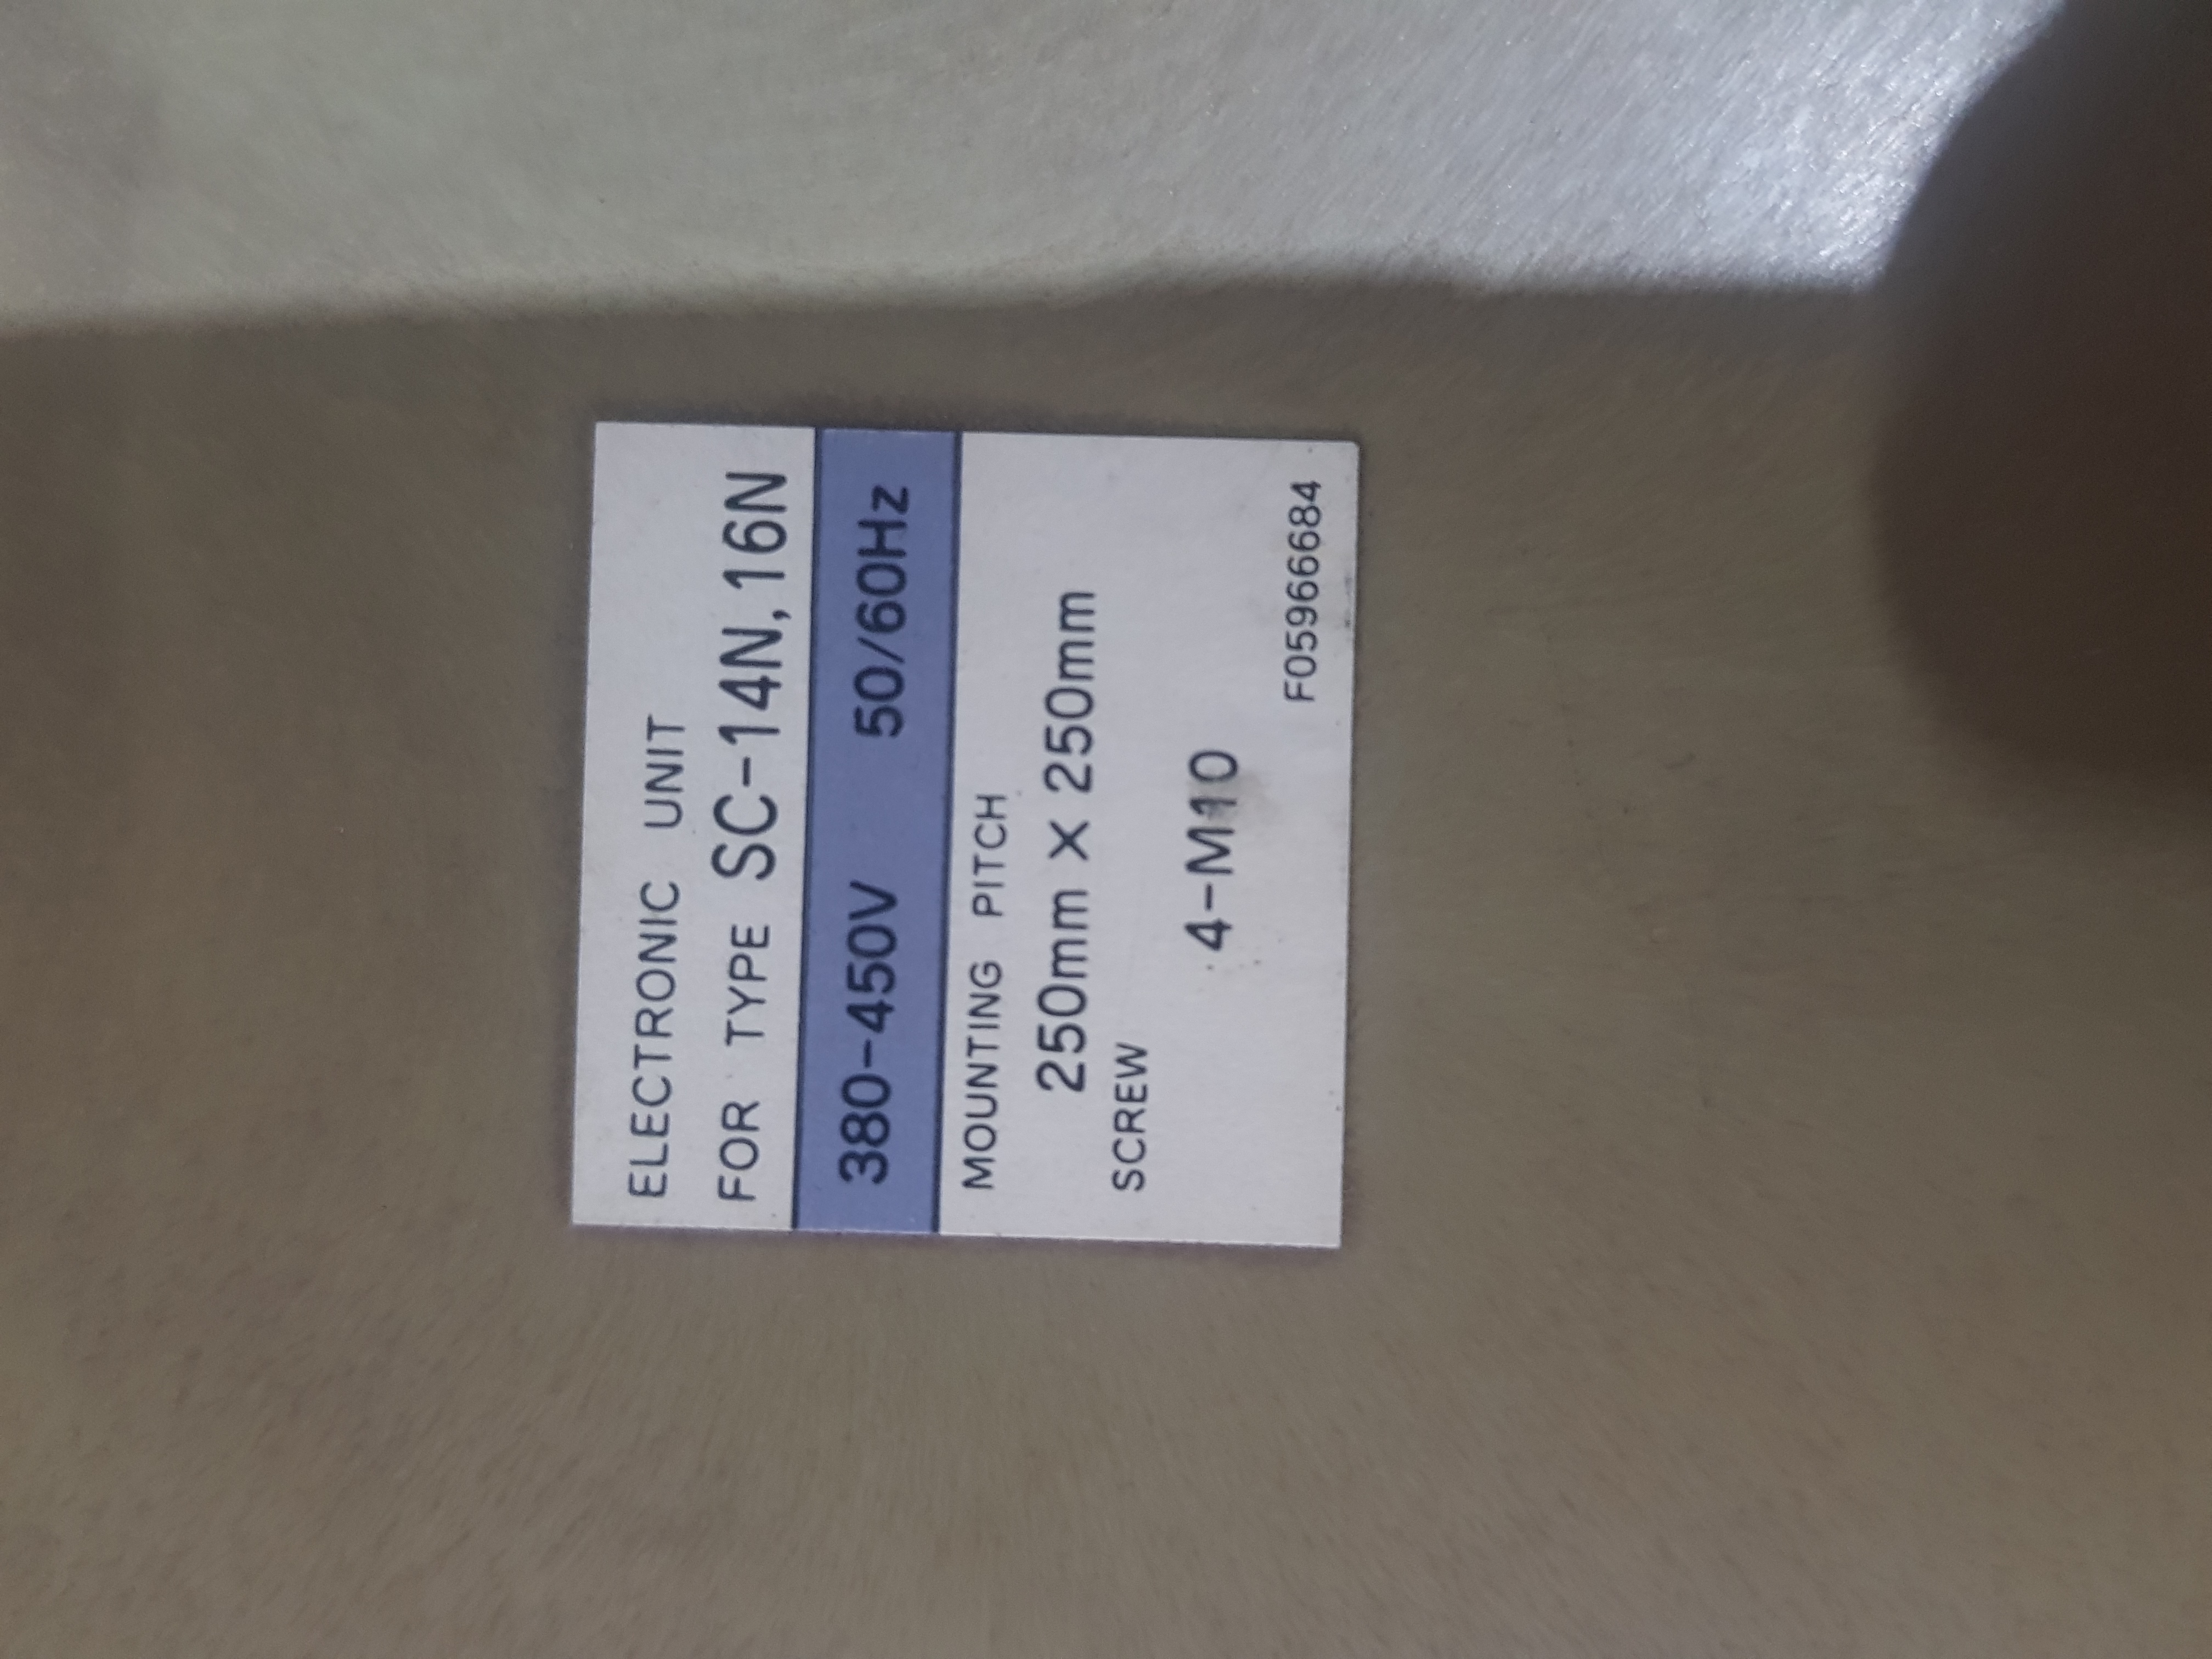 ELECTRONIC UNIT
FOR TYPE SC-14N,16N
380-450V 50/60Hz
MOUNTING PITCH
250mm X 250mm
SCREW
4-M10
F05966684